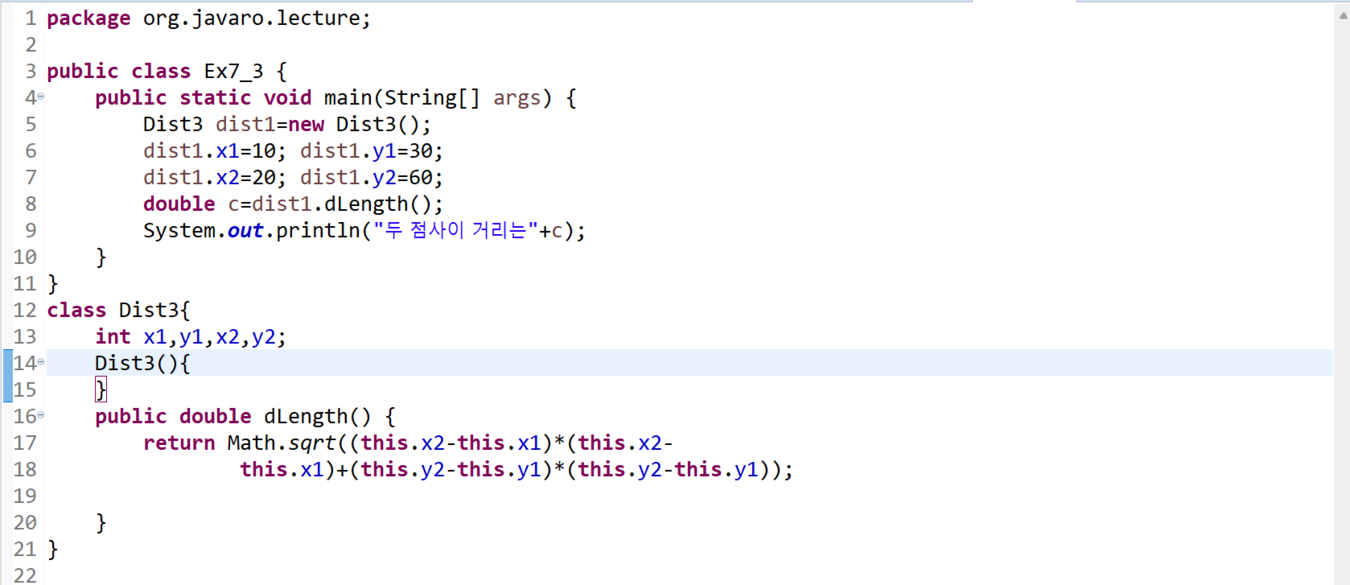 1 package org.javaro.lecture;
2
3 public class Ex7_3 {
4     public static void main(String[] args) {
5         Dist3 dist1=new Dist3();
6         dist1.x1=10; dist1.y1=30;
7         dist1.x2=20; dist1.y2=60;
8         double c=dist1.dLength();
9         System.out.println("두 점사이 거리는"+c);
10     }
11 }
12 class Dist3{
13     int x1,y1,x2,y2;
14     Dist3(){
15     }
16     public double dLength() {
17         return Math.sqrt((this.x2-this.x1)*(this.x2-
18                 this.x1)+(this.y2-this.y1)*(this.y2-this.y1));
19
20     }
21 }
22